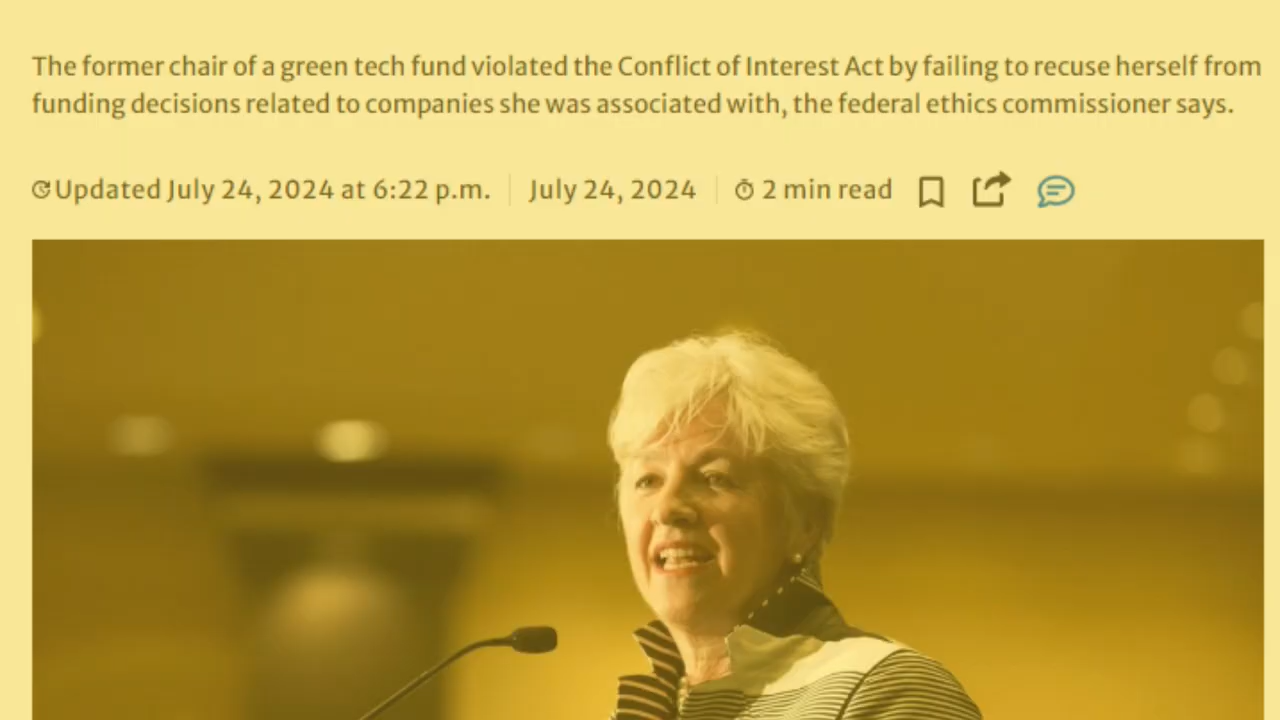 The former chair of a green tech fund violated the Conflict of Interest Act by failing to recuse herself from
funding decisions related to companies she was associated with, the federal ethics commissioner says.
Updated July 24, 2024 at 6:22 p.m. July 24, 2024 2 min read